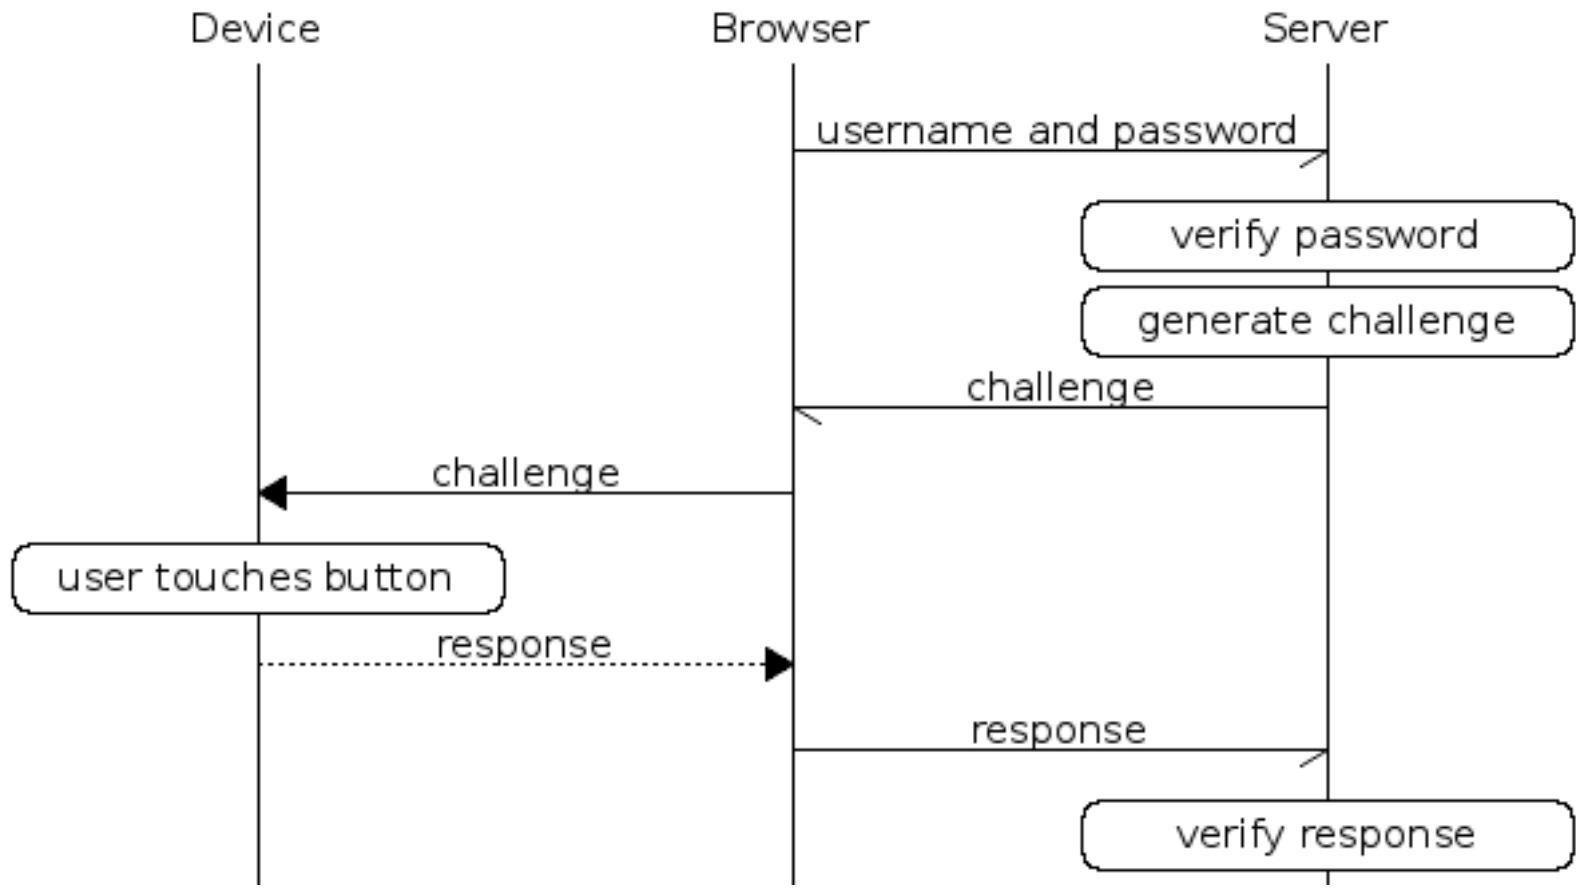 Device
Browser
Server
username and password
verify password
generate challenge
challenge
challenge
user touches button
response
response
verify response